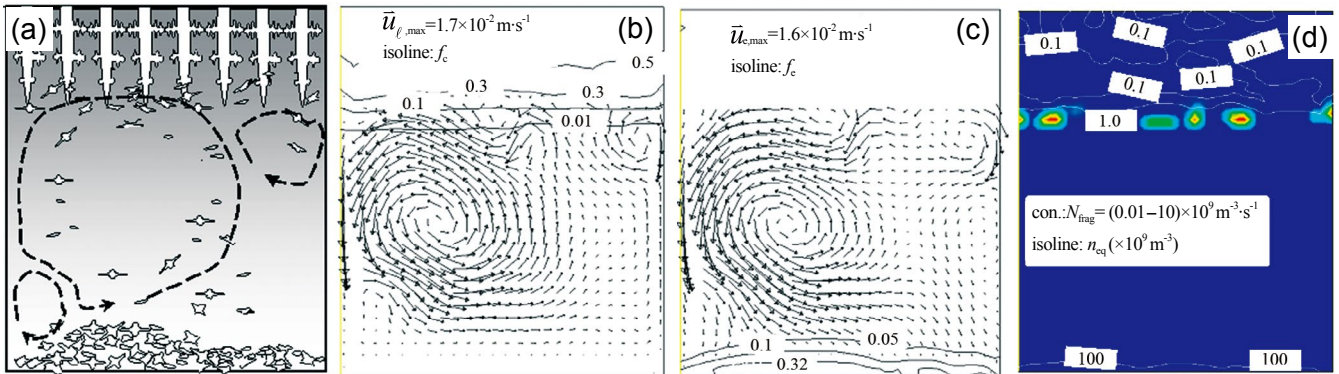 (a)
u⃗ℓ,max=1.7×10⁻² m·s⁻¹
isoline: fc
(b)
0.5
0.3
0.3
0.1
0.01
u⃗e,max=1.6×10⁻² m·s⁻¹
isoline: fc
(c)
0.05
0.1
0.32
(d)
0.1
0.1
0.1
0.1
0.1
1.0
con.:Nfrag= (0.01–10)×10⁹ m⁻³·s⁻¹
isoline: neq (×10⁹ m⁻³)
100
100